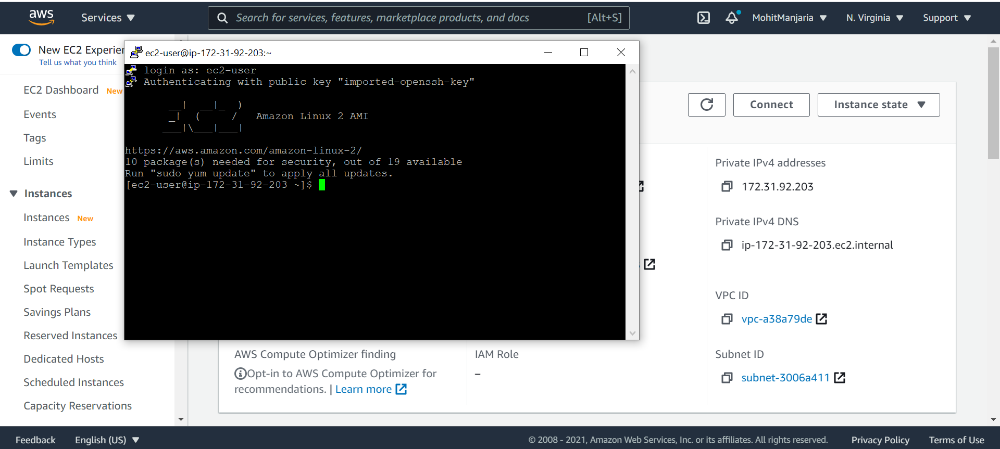 aws
Services
Search for services, features, marketplace products, and docs
[Alt+S]
MohitManjaria
N. Virginia
Support
New EC2 Experien
Tell us what you think
EC2 Dashboard New
Events
Tags
Limits
Instances
Instances New
Instance Types
Launch Templates
Spot Requests
Savings Plans
Reserved Instances
Dedicated Hosts
Scheduled Instances
Capacity Reservations
ec2-user@ip-172-31-92-203:~
login as: ec2-user
Authenticating with public key "imported-openssh-key"
       __|  __|_  )
       _|  (     /   Amazon Linux 2 AMI
      ___|\___|___|
https://aws.amazon.com/amazon-linux-2/
10 package(s) needed for security, out of 19 available
Run "sudo yum update" to apply all updates.
[ec2-user@ip-172-31-92-203 ~]$
Connect
Instance state
Private IPv4 addresses
172.31.92.203
Private IPv4 DNS
ip-172-31-92-203.ec2.internal
VPC ID
vpc-a38a79de
Subnet ID
subnet-3006a411
AWS Compute Optimizer finding
Opt-in to AWS Compute Optimizer for
recommendations. | Learn more
IAM Role
–
Feedback
English (US)
© 2008 - 2021, Amazon Web Services, Inc. or its affiliates. All rights reserved.
Privacy Policy
Terms of Use